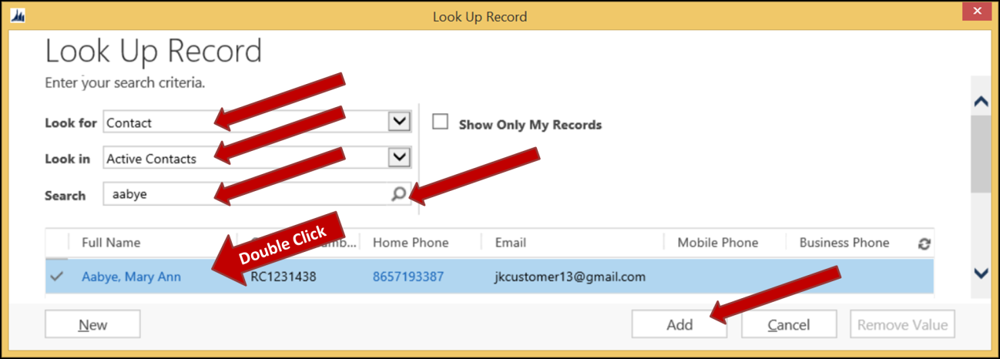 Look Up Record
Look Up Record
Enter your search criteria.
Look for Contact Show Only My Records
Look in Active Contacts
Search aabye
Double Click
Full Name Home Phone Email Mobile Phone Business Phone
Aabye, Mary Ann RC1231438 8657193387 jkcustomer13@gmail.com
New Add Cancel Remove Value